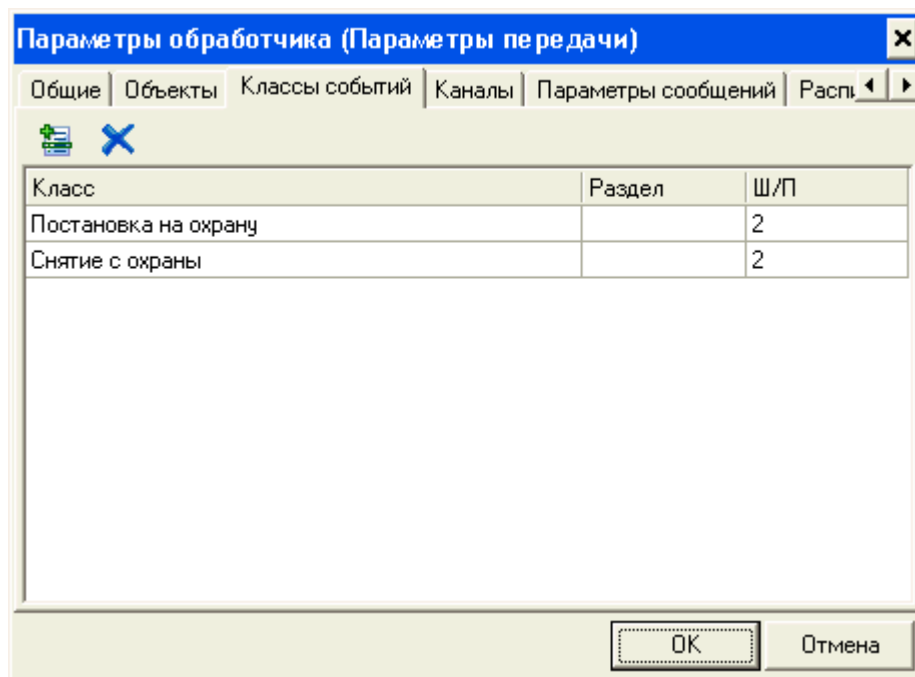 Параметры обработчика (Параметры передачи)
Общие Объекты Классы событий Каналы Параметры сообщений
Класс Раздел Ш/П
Постановка на охрану 2
Снятие с охраны 2
OK Отмена